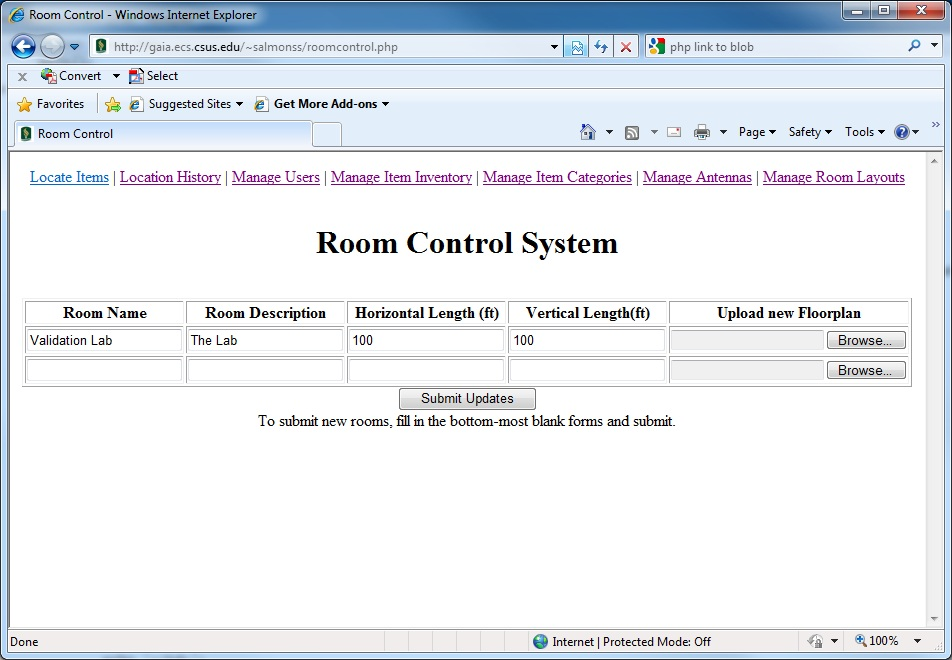 Room Control - Windows Internet Explorer
http://gaia.ecs.csus.edu/~salmonss/roomcontrol.php
php link to blob
x Convert Select
Favorites Suggested Sites Get More Add-ons
Room Control Page Safety Tools »
Locate Items | Location History | Manage Users | Manage Item Inventory | Manage Item Categories | Manage Antennas | Manage Room Layouts
Room Control System
Room Name Room Description Horizontal Length (ft) Vertical Length(ft) Upload new Floorplan
Validation Lab The Lab 100 100 Browse...
Browse...
Submit Updates
To submit new rooms, fill in the bottom-most blank forms and submit.
Done Internet | Protected Mode: Off 100%